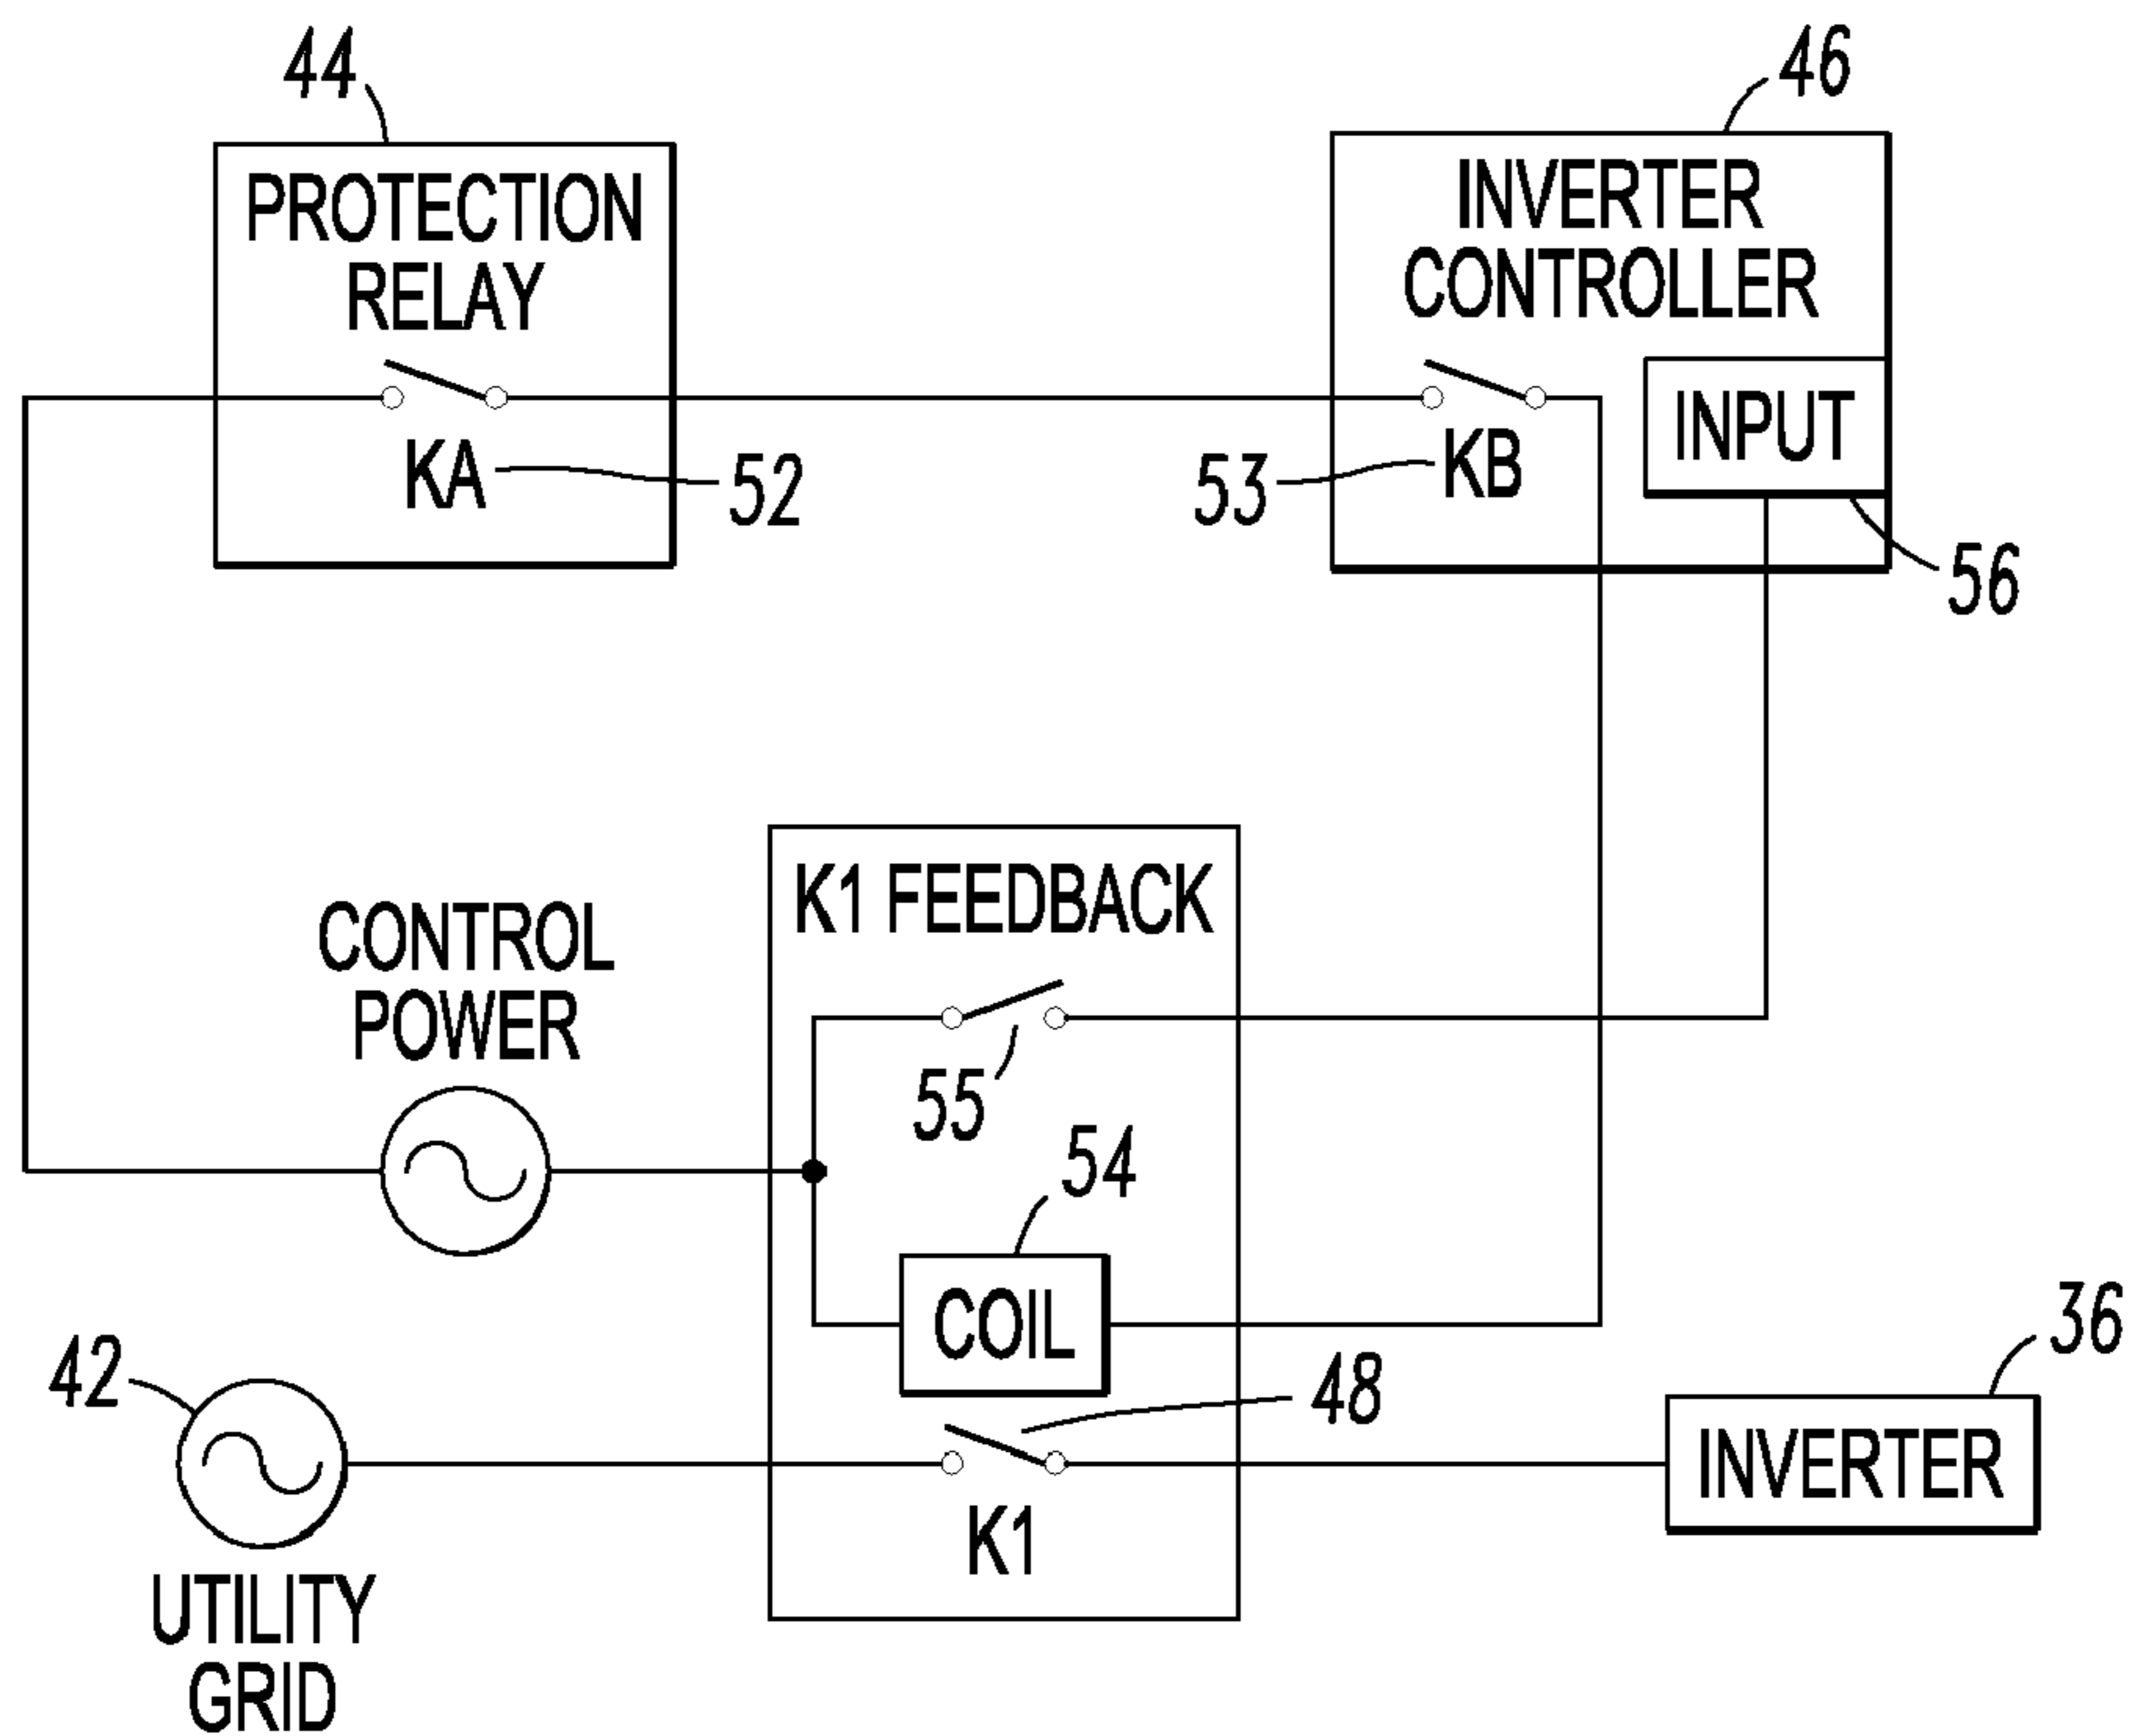 44
46
PROTECTION
RELAY
INVERTER
CONTROLLER
INPUT
KA
52
53
KB
56
K1 FEEDBACK
CONTROL
POWER
55
54
COIL
36
42
48
INVERTER
K1
UTILITY
GRID